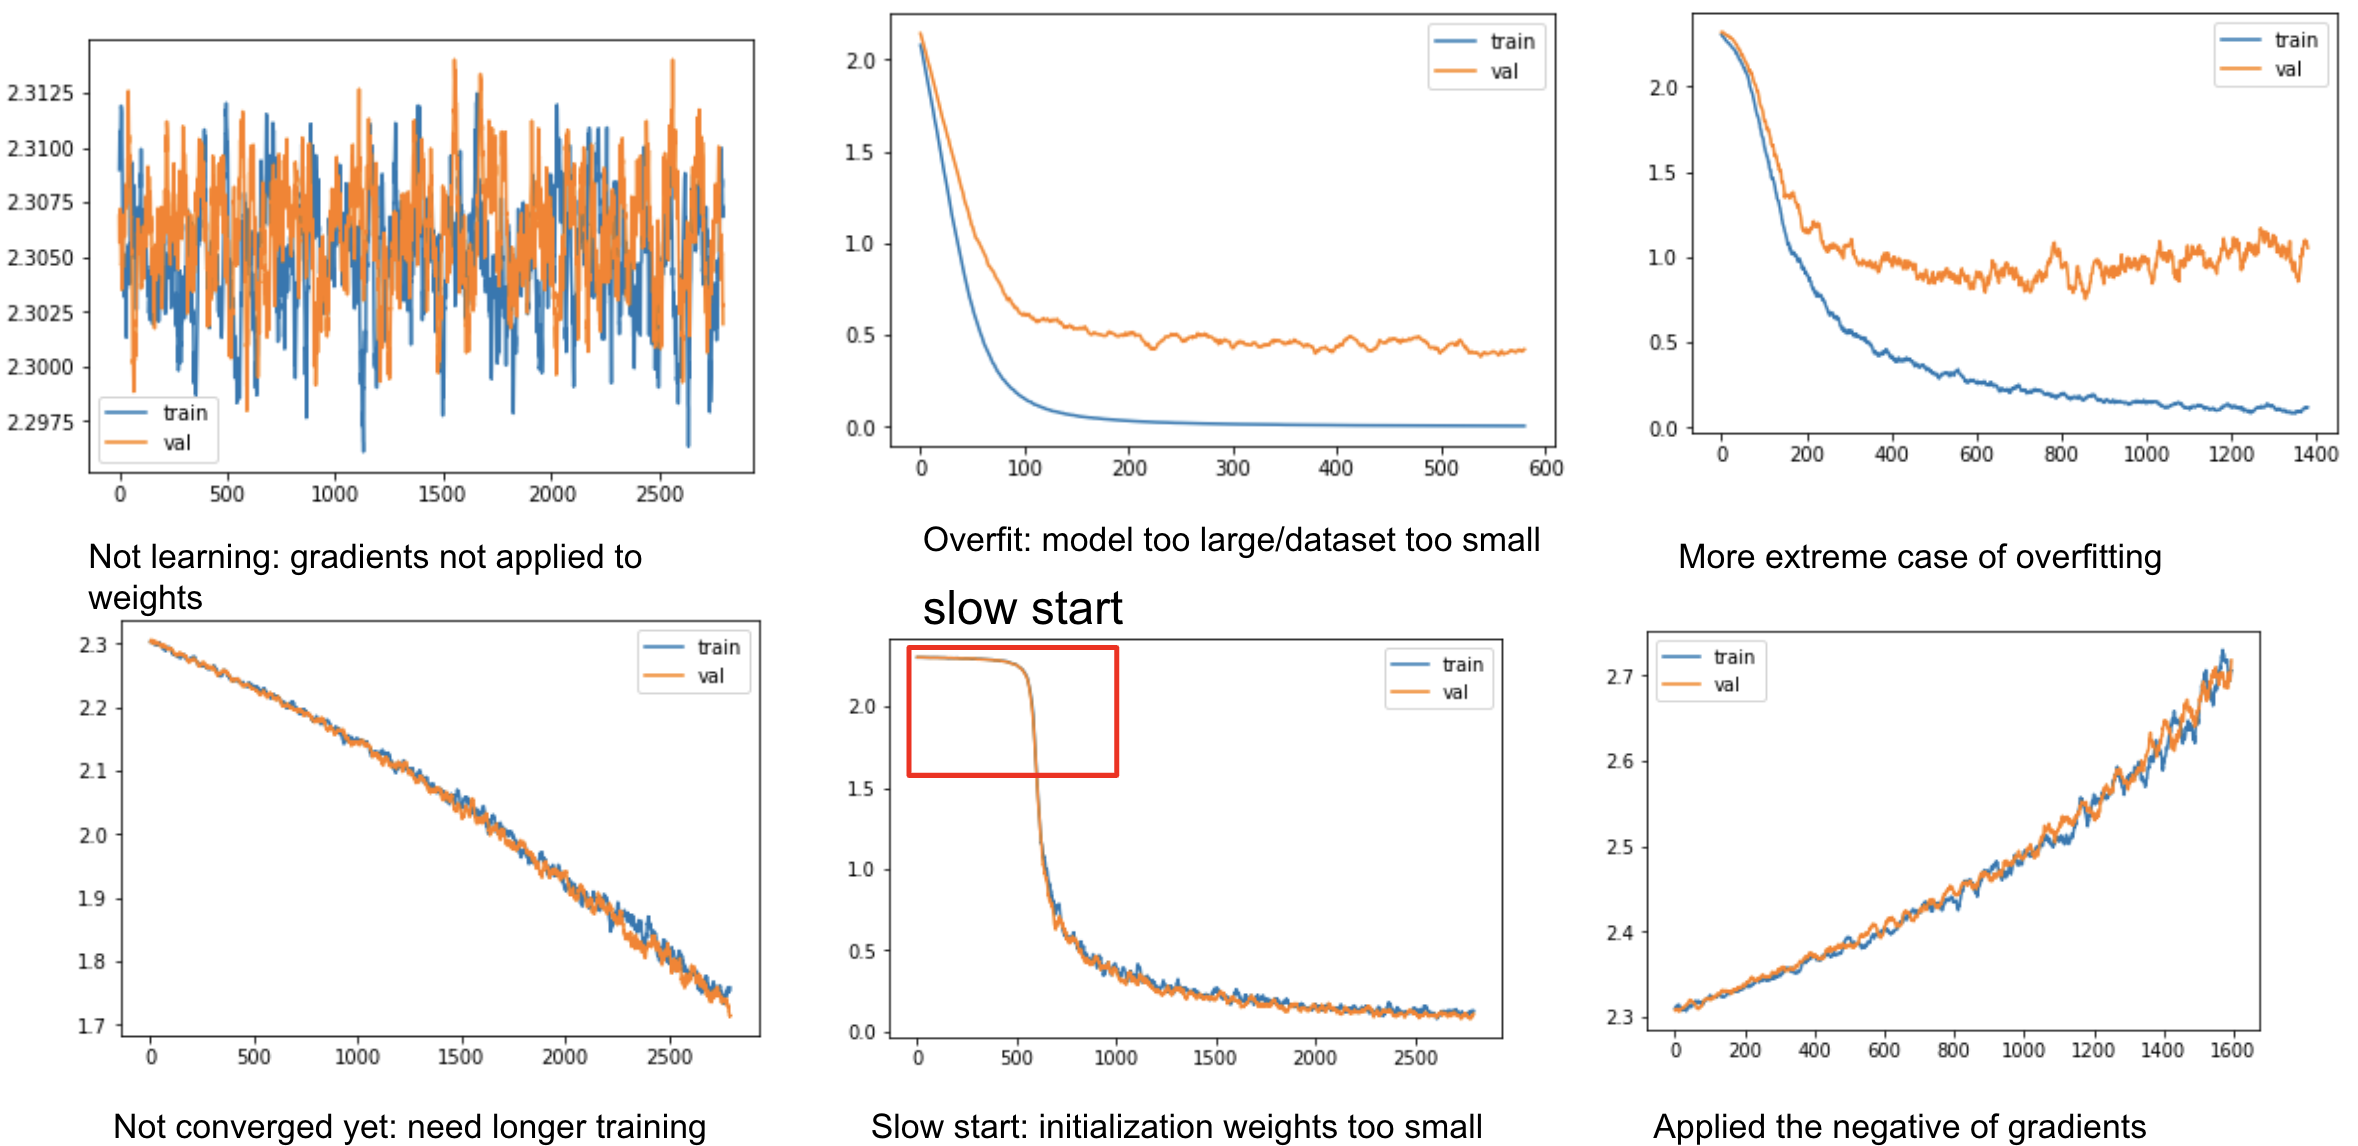 train
val
2.3125
2.3100
2.3075
2.3050
2.3025
2.3000
2.2975
0 500 1000 1500 2000 2500
Not learning: gradients not applied to
weights
train
val
2.0
1.5
1.0
0.5
0.0
0 100 200 300 400 500 600
Overfit: model too large/dataset too small
train
val
2.0
1.5
1.0
0.5
0.0
0 200 400 600 800 1000 1200 1400
More extreme case of overfitting
train
val
2.3
2.2
2.1
2.0
1.9
1.8
1.7
0 500 1000 1500 2000 2500
Not converged yet: need longer training
slow start
train
val
2.0
1.5
1.0
0.5
0.0
0 500 1000 1500 2000 2500
Slow start: initialization weights too small
train
val
2.7
2.6
2.5
2.4
2.3
0 200 400 600 800 1000 1200 1400 1600
Applied the negative of gradients